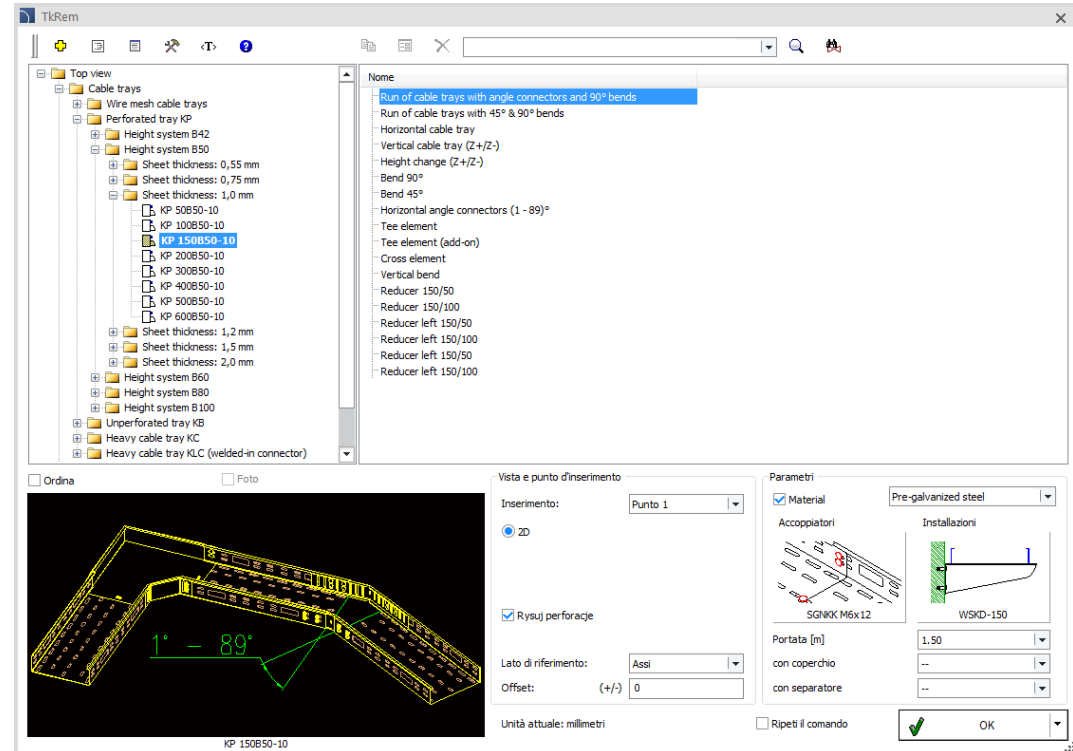 TkRem
<T>
Top view
Cable trays
Wire mesh cable trays
Perforated tray KP
Height system B42
Height system B50
Sheet thickness: 0,55 mm
Sheet thickness: 0,75 mm
Sheet thickness: 1,0 mm
KP 50B50-10
KP 100B50-10
KP 150B50-10
KP 200B50-10
KP 300B50-10
KP 400B50-10
KP 500B50-10
KP 600B50-10
Sheet thickness: 1,2 mm
Sheet thickness: 1,5 mm
Sheet thickness: 2,0 mm
Height system B60
Height system B80
Height system B100
Unperforated tray KB
Heavy cable tray KC
Heavy cable tray KLC (welded-in connector)
Nome
Run of cable trays with angle connectors and 90° bends
Run of cable trays with 45° & 90° bends
Horizontal cable tray
Vertical cable tray (Z+/Z-)
Height change (Z+/Z-)
Bend 90°
Bend 45°
Horizontal angle connectors (1 - 89)°
Tee element
Tee element (add-on)
Cross element
Vertical bend
Reducer 150/50
Reducer 150/100
Reducer left 150/50
Reducer left 150/100
Reducer left 150/50
Reducer left 150/100
Ordina
Foto
1° - 89°
KP 150B50-10
Vista e punto d'inserimento
Inserimento: Punto 1
2D
Rysuj perforacje
Lato di riferimento: Assi
Offset: (+/-) 0
Unità attuale: millimetri
Parametri
Material Pre-galvanized steel
Accoppiatori Installazioni
SGNKK M6x12 WSKD-150
Portata [m] 1.50
con coperchio --
con separatore --
Ripeti il comando OK